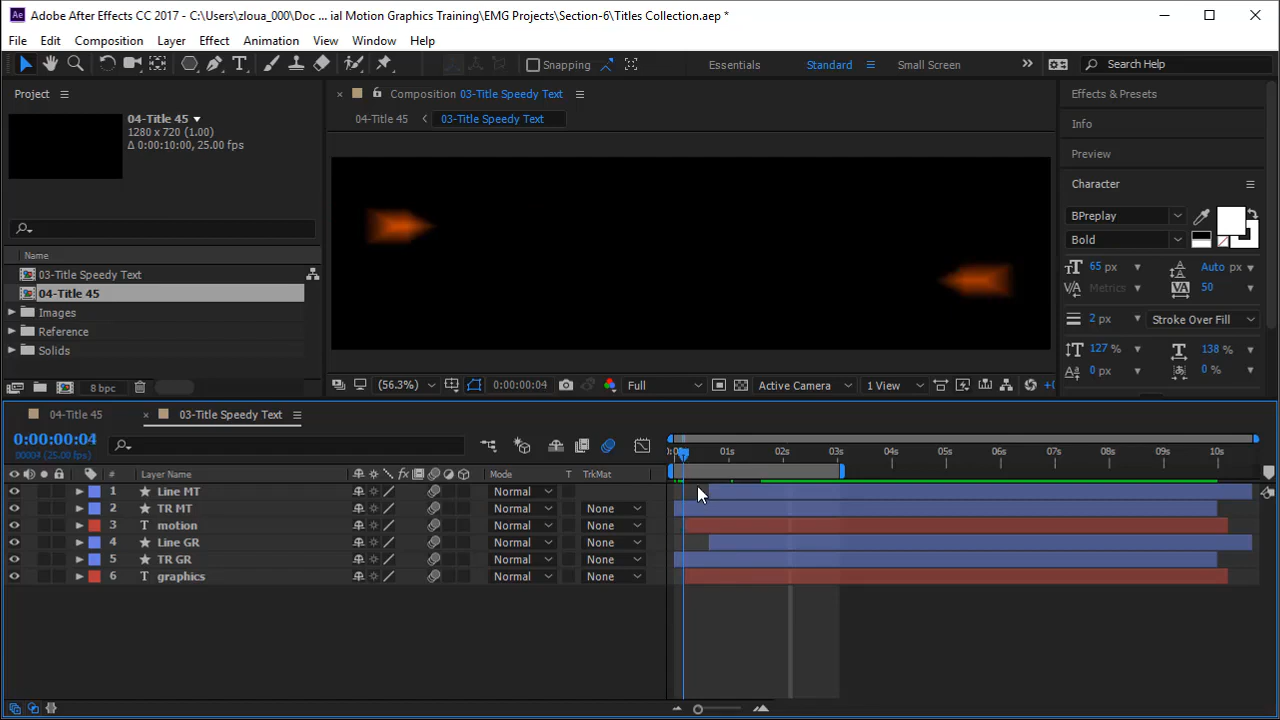 Adobe After Effects CC 2017 - C:\Users\zloua_000\Doc ... ial Motion Graphics Training\EMG Projects\Section-6\Titles Collection.aep *
File Edit Composition Layer Effect Animation View Window Help
Snapping Essentials Standard Small Screen Search Help
Project
04-Title 45
1280 x 720 (1.00)
Δ 0:00:10:00, 25.00 fps
Name
03-Title Speedy Text
04-Title 45
Images
Reference
Solids
8 bpc
Composition 03-Title Speedy Text
04-Title 45 03-Title Speedy Text
(56.3%) 0:00:00:04 Full Active Camera 1 View
Effects & Presets
Info
Preview
Character
BPreplay
Bold
65 px Auto px
Metrics 50
2 px Stroke Over Fill
127 % 138 %
0 px 0 %
04-Title 45 03-Title Speedy Text
0:00:00:04
00004 (25.00 fps)
01s 02s 03s 04s 05s 06s 07s 08s 09s 10s
# Layer Name Mode T TrkMat
1 Line MT Normal
2 TR MT Normal None
3 T motion Normal None
4 Line GR Normal None
5 TR GR Normal None
6 T graphics Normal None